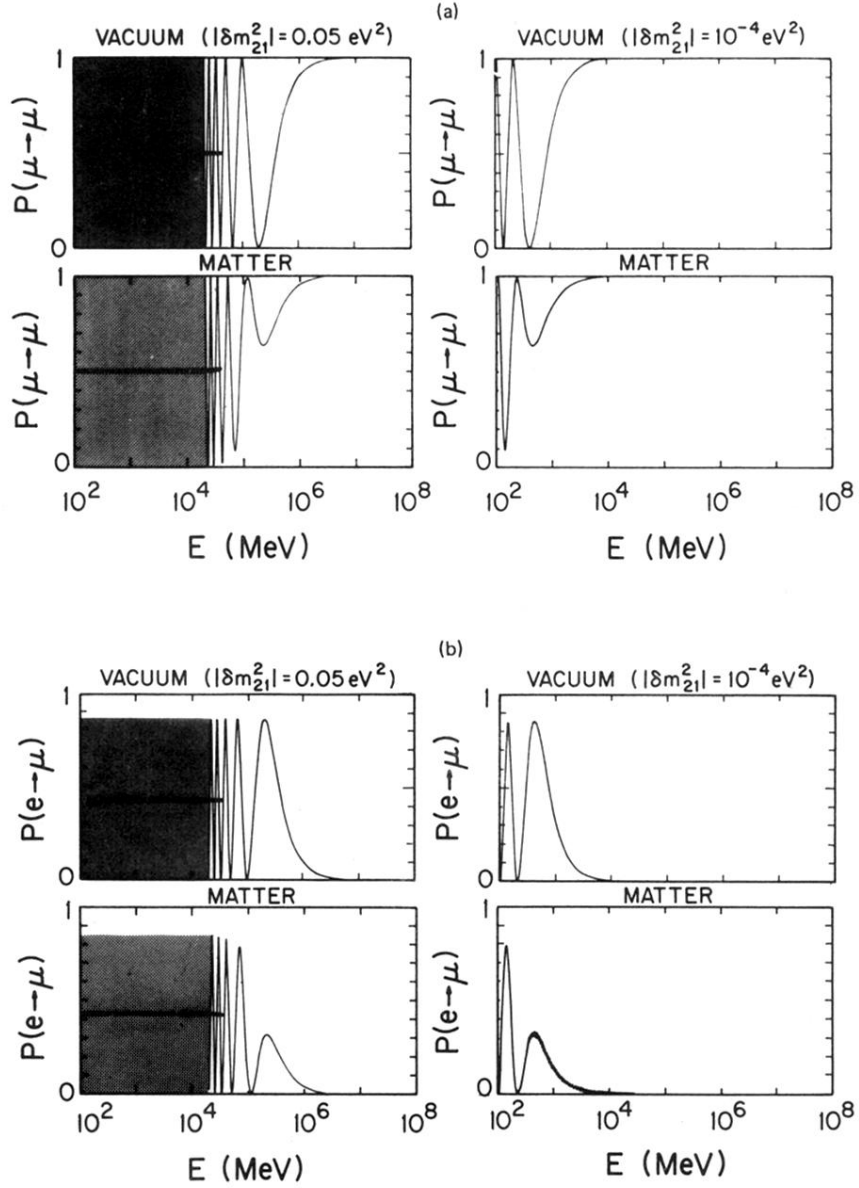 (a)
VACUUM (|δm²₂₁| = 0.05 eV²)
VACUUM (|δm²₂₁| = 10⁻⁴ eV²)
1
P(μ→μ)
0
1
P(μ→μ)
0
MATTER
MATTER
1
P(μ→μ)
0
1
P(μ→μ)
0
10² 10⁴ 10⁶ 10⁸
10² 10⁴ 10⁶ 10⁸
E (MeV)
E (MeV)
(b)
VACUUM (|δm²₂₁| = 0.05 eV²)
VACUUM (|δm²₂₁| = 10⁻⁴ eV²)
1
P(e→μ)
0
1
P(e→μ)
0
MATTER
MATTER
1
P(e→μ)
0
1
P(e→μ)
0
10² 10⁴ 10⁶ 10⁸
10² 10⁴ 10⁶ 10⁸
E (MeV)
E (MeV)